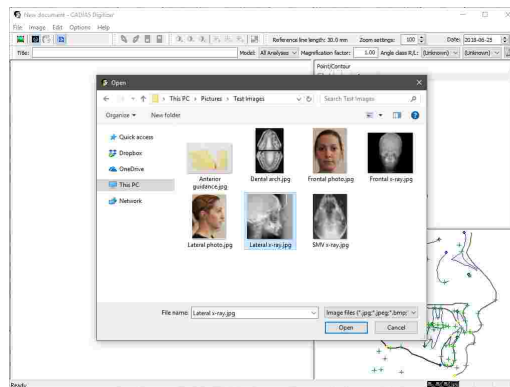 New document - GADIAS Digitizer
File Image Edit Options Help
Reference line length: 30.0 mm Zoom settings: 100 Date: 2018-06-25
Title: Model: All Analyses Magnification factor: 1.00 Angle class R/L: (Unknown) (Unknown)
Point/Contour
Open
This PC Pictures Test Images Search Test Images
Organize New folder
Quick access
Dropbox
OneDrive
This PC
Network
Anterior guidance.jpg
Dental arch.jpg
Frontal photo.jpg
Frontal x-ray.jpg
Lateral photo.jpg
Lateral x-ray.jpg
SMV x-ray.jpg
File name: Lateral x-ray.jpg Image files (*.jpg;*.jpeg;*.bmp;
Open Cancel
Ready